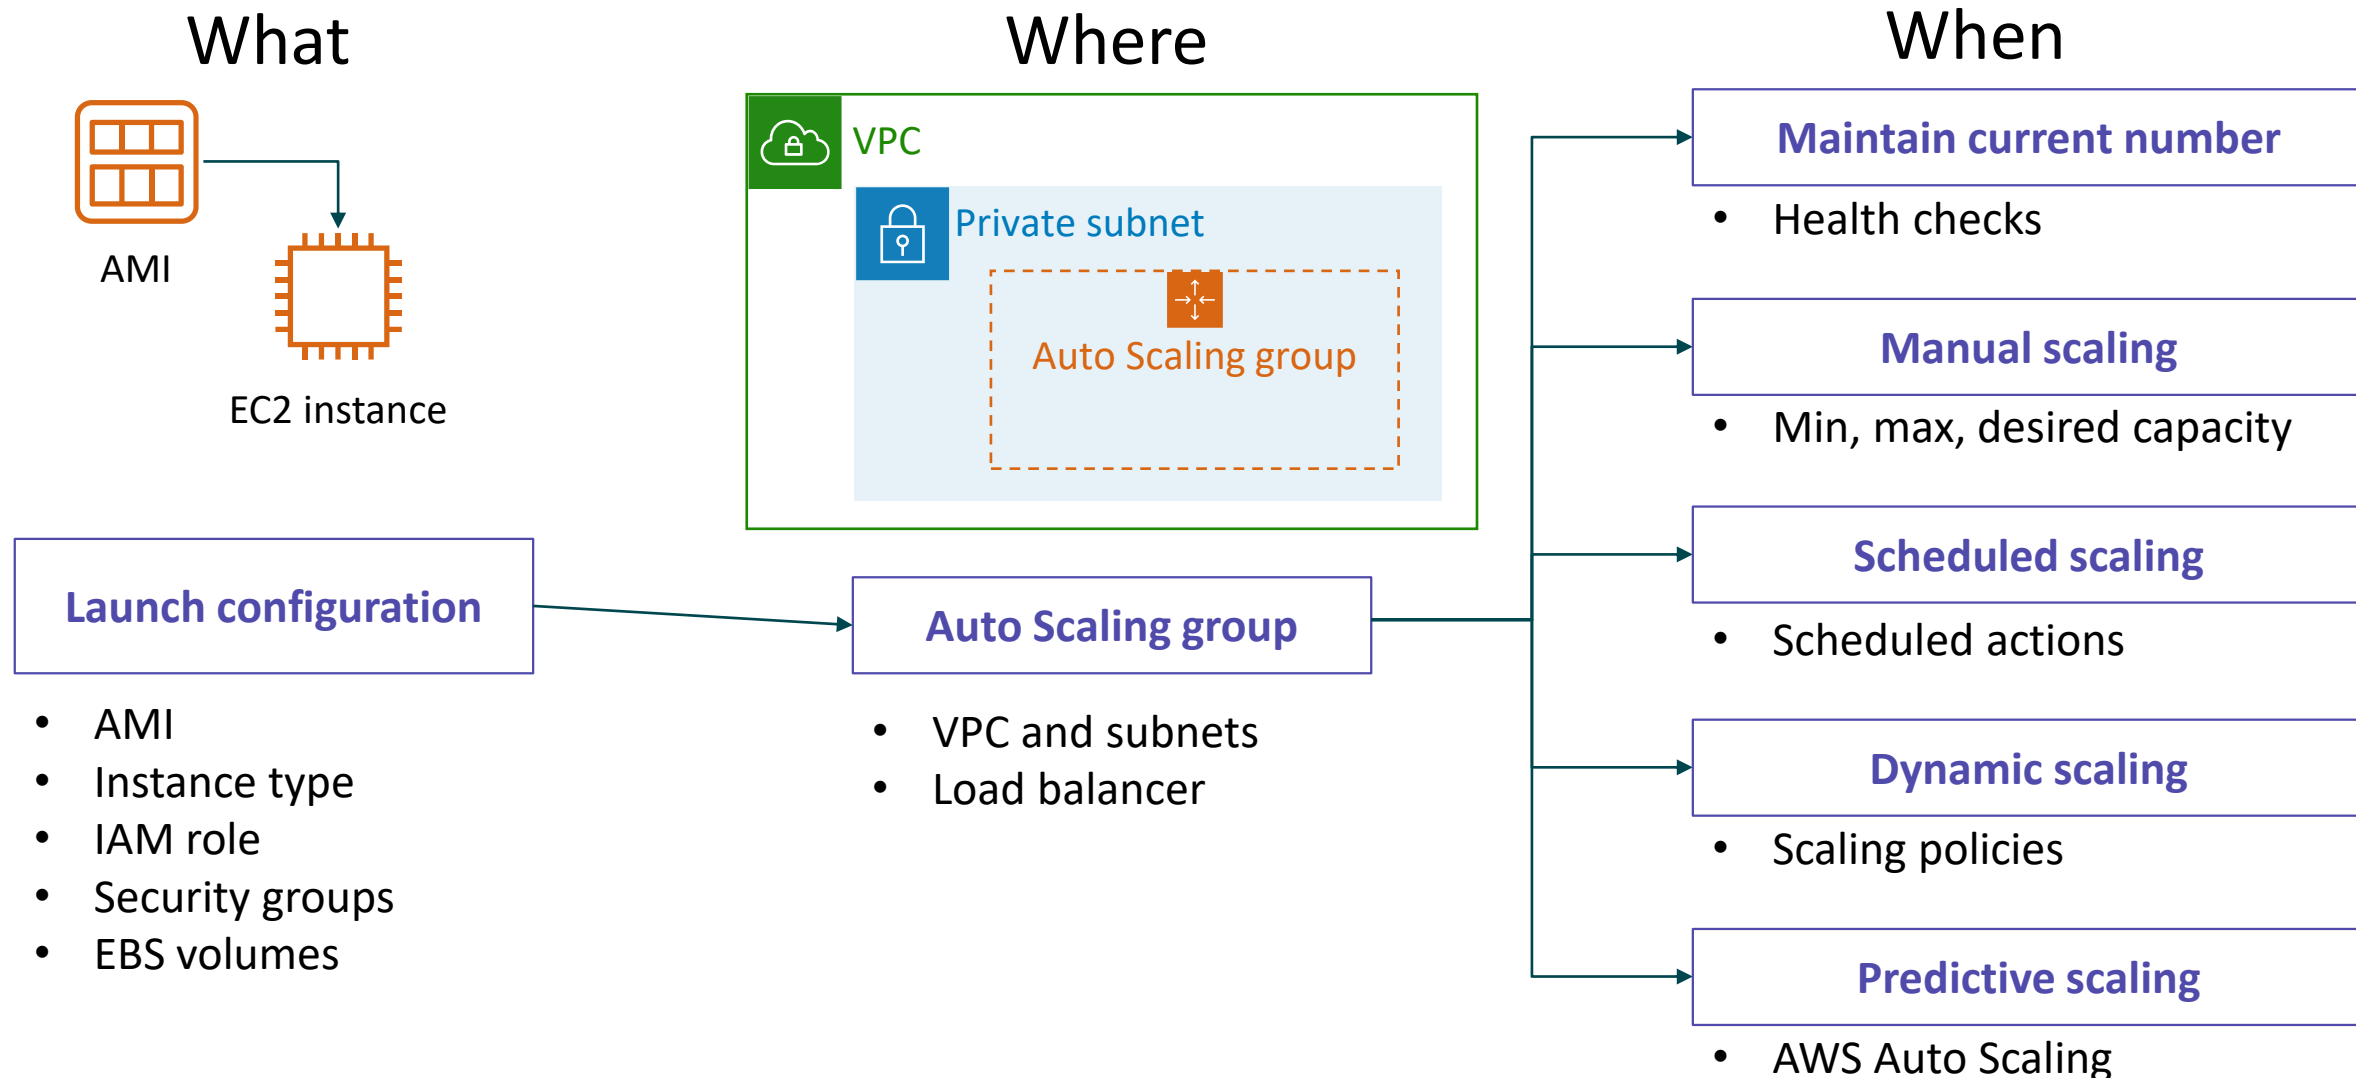 What
AMI
EC2 instance
Launch configuration
• AMI
• Instance type
• IAM role
• Security groups
• EBS volumes
Where
VPC
Private subnet
Auto Scaling group
Auto Scaling group
• VPC and subnets
• Load balancer
When
Maintain current number
• Health checks
Manual scaling
• Min, max, desired capacity
Scheduled scaling
• Scheduled actions
Dynamic scaling
• Scaling policies
Predictive scaling
• AWS Auto Scaling